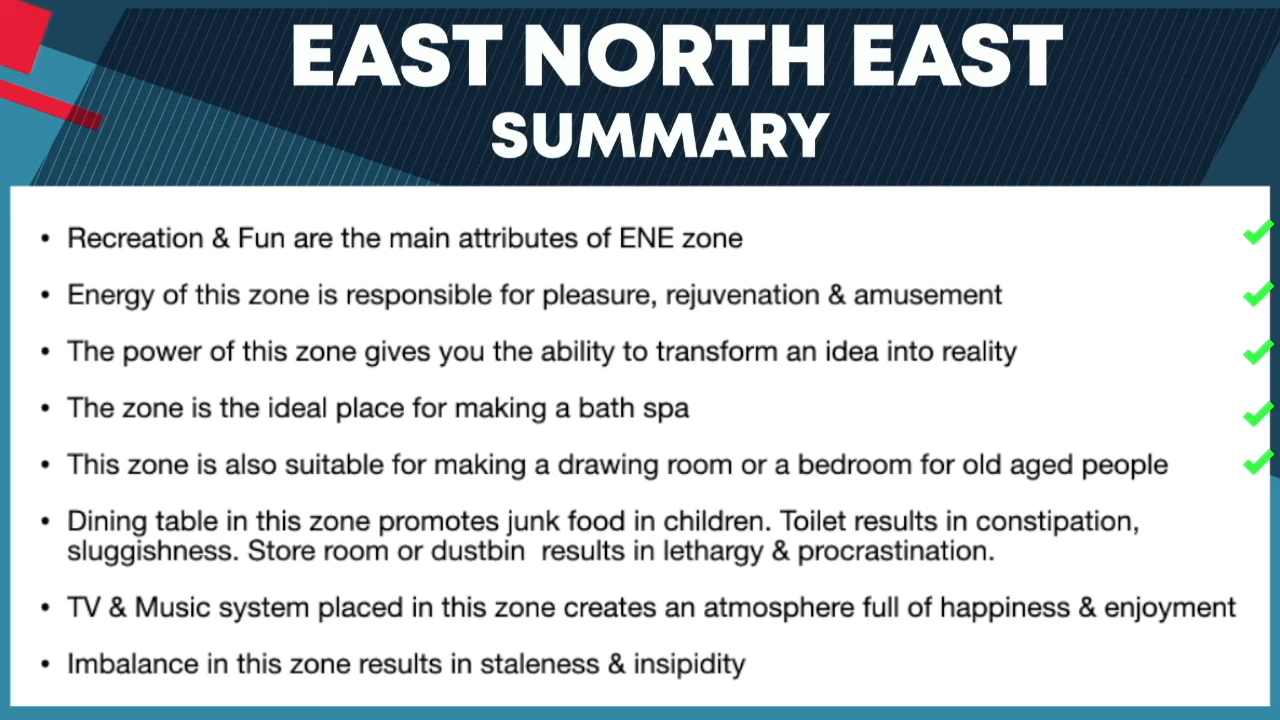 EAST NORTH EAST
SUMMARY
• Recreation & Fun are the main attributes of ENE zone
• Energy of this zone is responsible for pleasure, rejuvenation & amusement
• The power of this zone gives you the ability to transform an idea into reality
• The zone is the ideal place for making a bath spa
• This zone is also suitable for making a drawing room or a bedroom for old aged people
• Dining table in this zone promotes junk food in children. Toilet results in constipation,
sluggishness. Store room or dustbin  results in lethargy & procrastination.
• TV & Music system placed in this zone creates an atmosphere full of happiness & enjoyment
• Imbalance in this zone results in staleness & insipidity